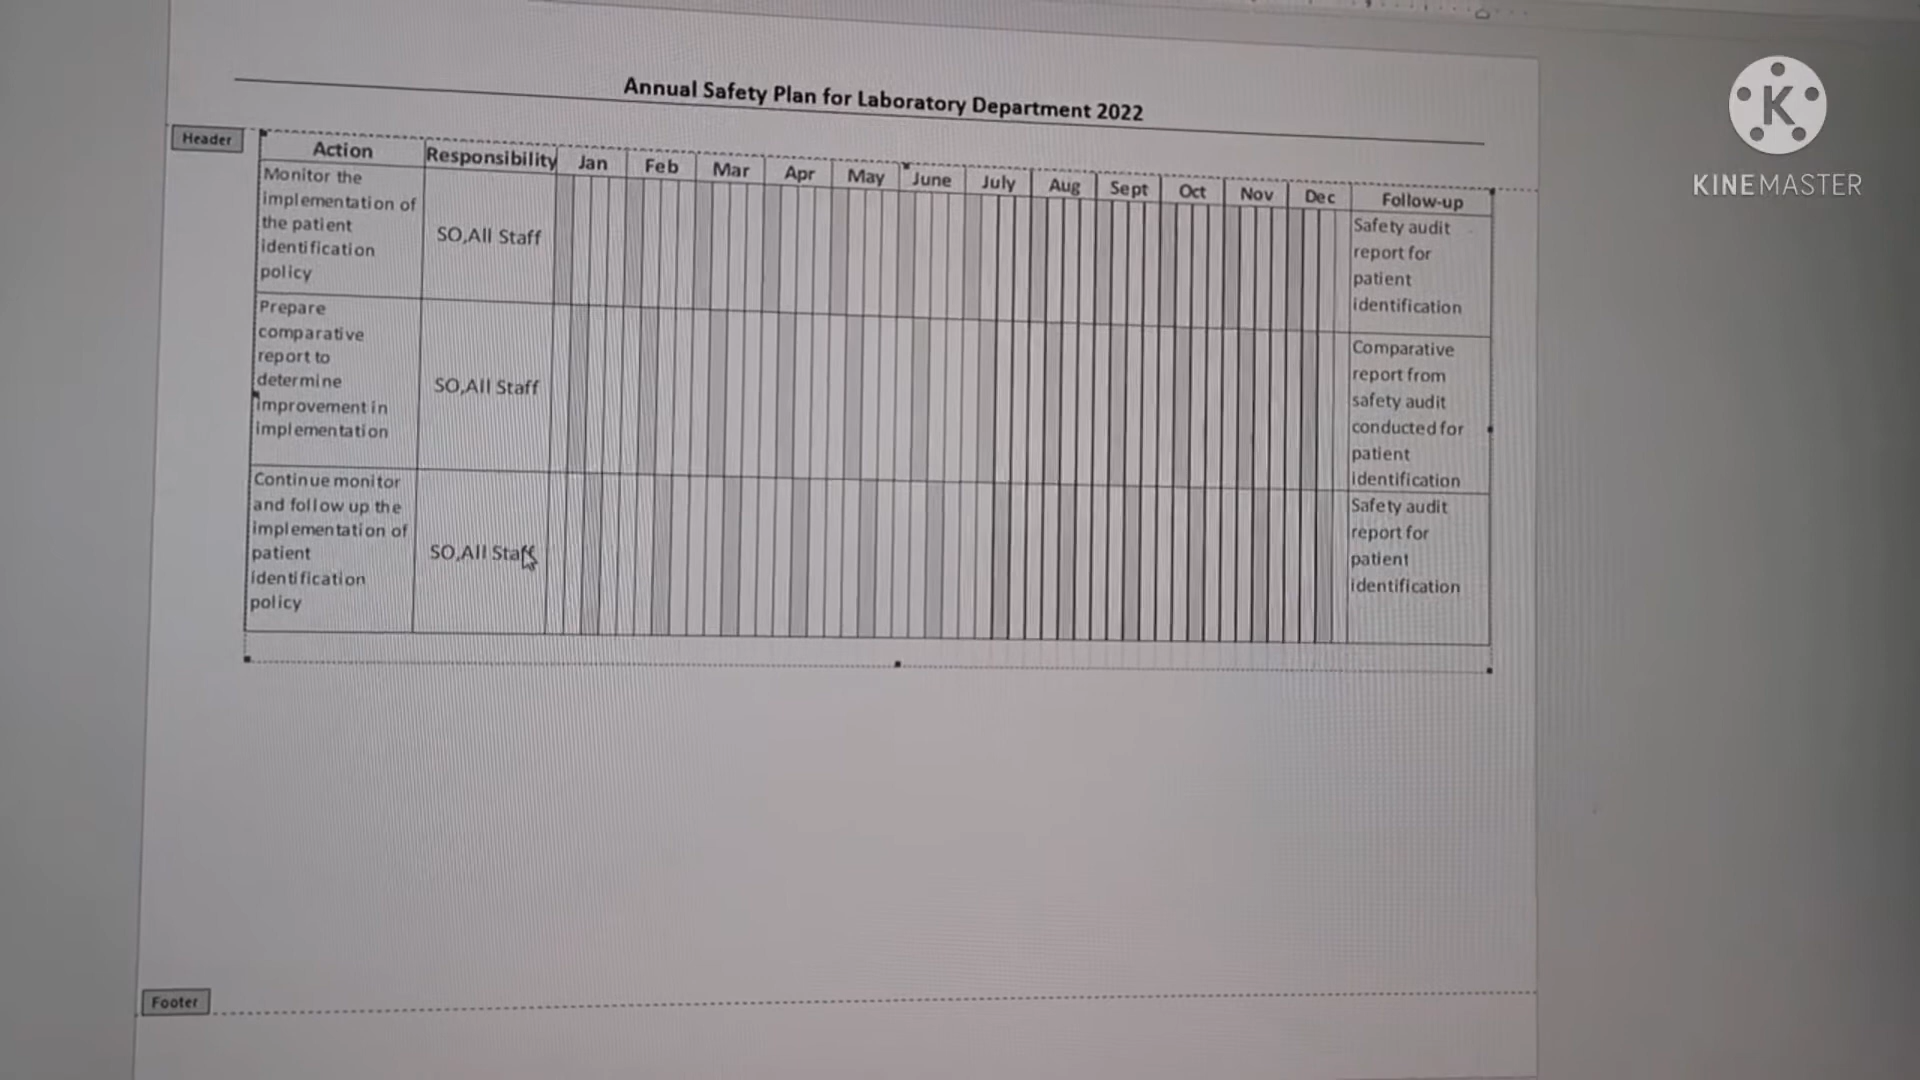 Annual Safety Plan for Laboratory Department 2022
Header
Action Responsibility Jan Feb Mar Apr May June July Aug Sept Oct Nov Dec Follow-up
Monitor the
implementation of
the patient
identification
policy
SO,All Staff
Safety audit
report for
patient
identification
Prepare
comparative
report to
determine
improvement in
implementation
SO,All Staff
Comparative
report from
safety audit
conducted for
patient
identification
Continue monitor
and follow up the
implementation of
patient
identification
policy
SO,All Staff
Safety audit
report for
patient
identification
Footer
K
KINEMASTER